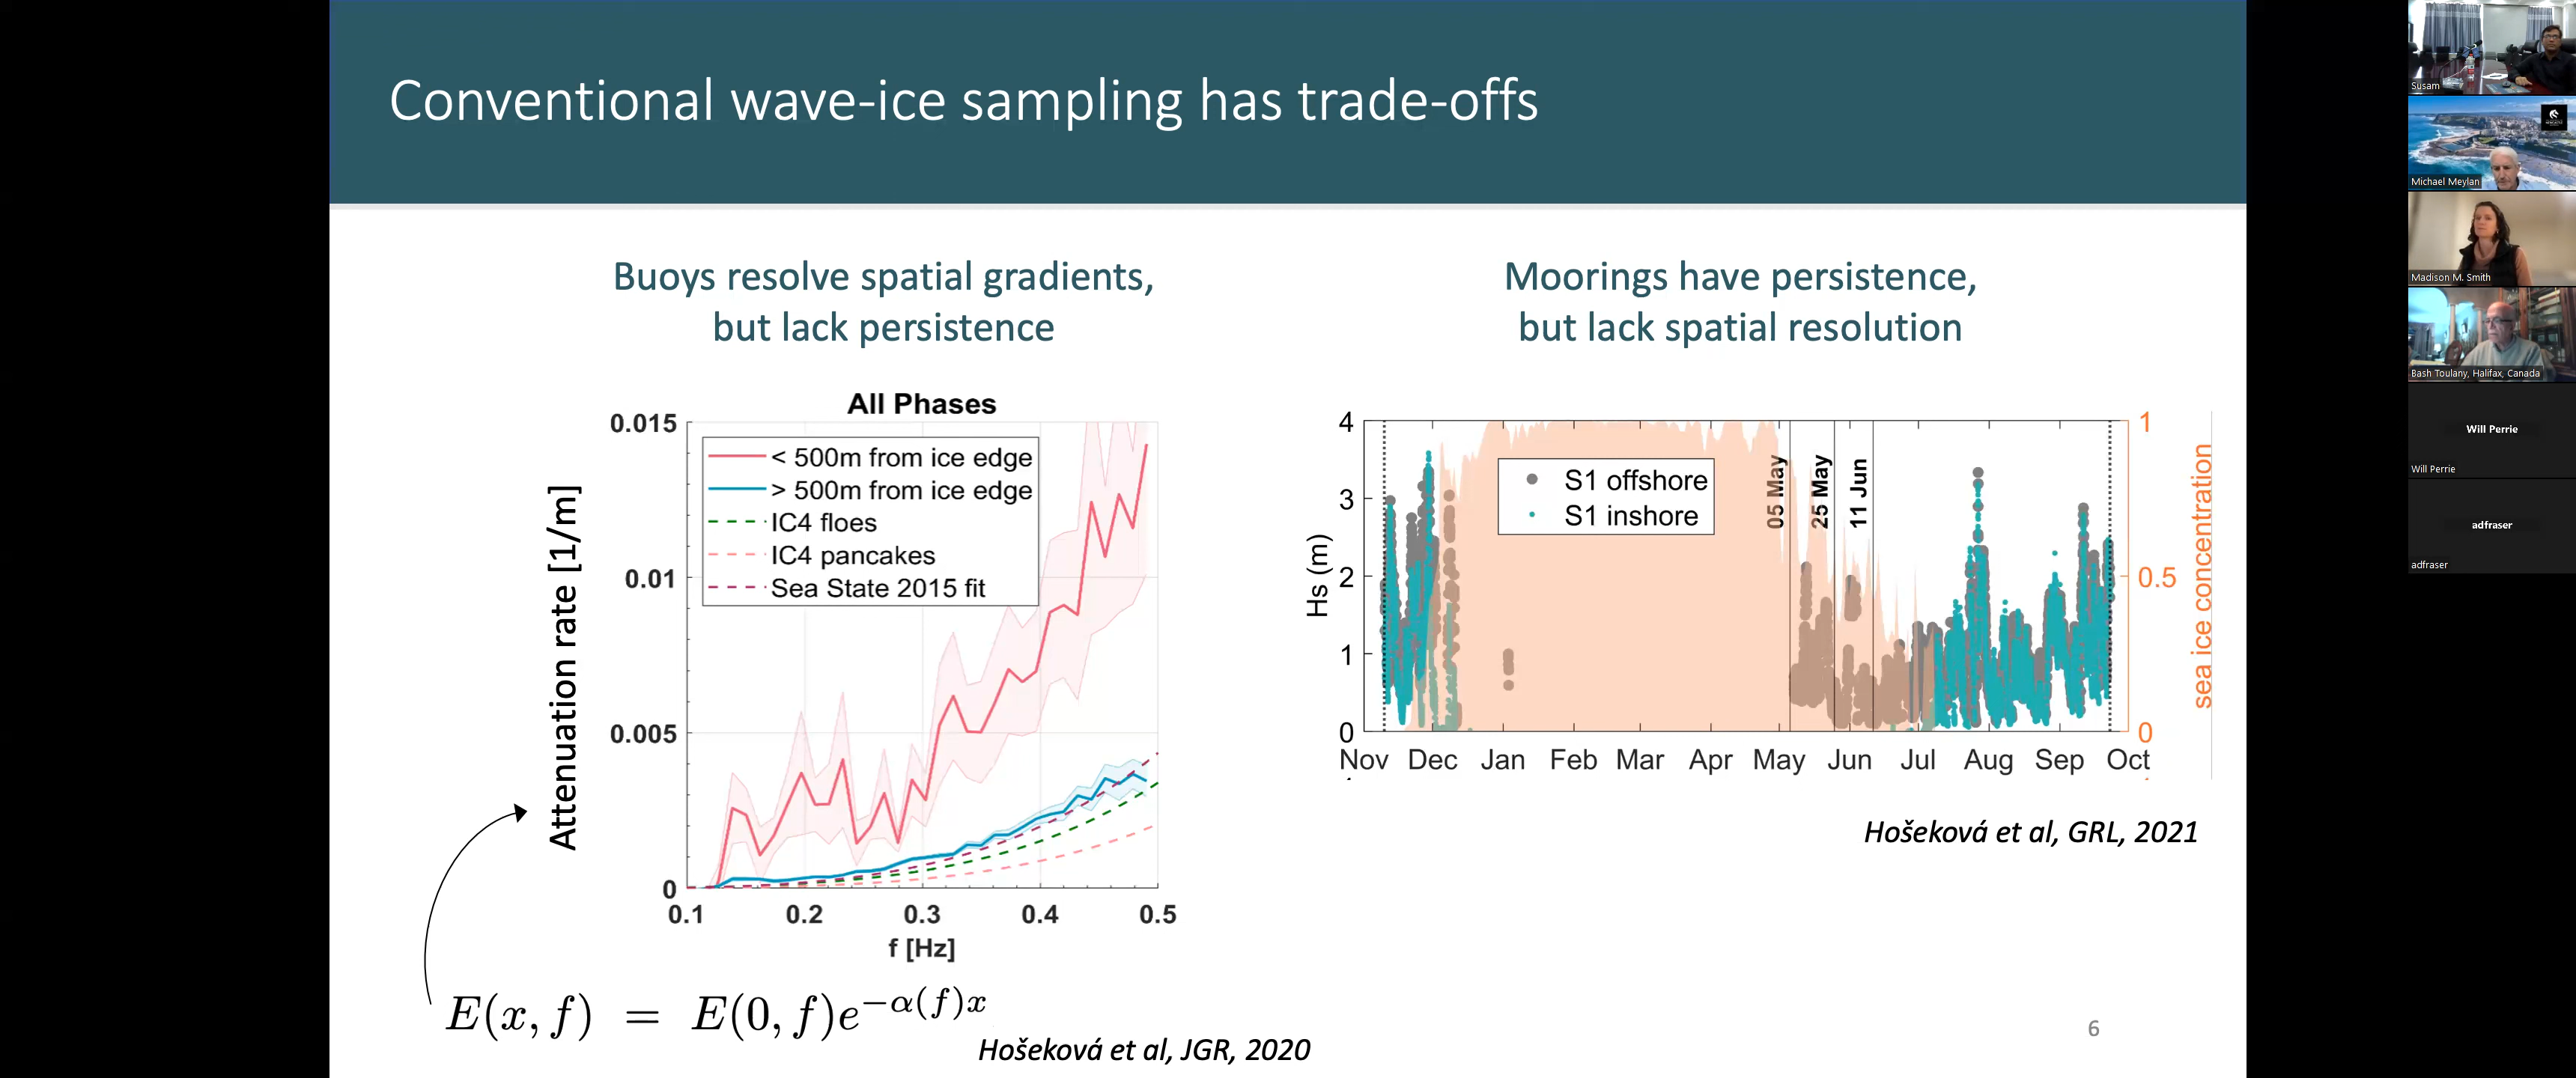 Conventional wave-ice sampling has trade-offs
Buoys resolve spatial gradients,
but lack persistence
Moorings have persistence,
but lack spatial resolution
All Phases
0.015
0.01
0.005
0
Attenuation rate [1/m]
< 500m from ice edge
> 500m from ice edge
IC4 floes
IC4 pancakes
Sea State 2015 fit
0.1 0.2 0.3 0.4 0.5
f [Hz]
E(x, f) = E(0, f)e^{-α(f)x}
Hošeková et al, JGR, 2020
4
3
2
1
0
Hs (m)
S1 offshore
S1 inshore
05 May
25 May
11 Jun
1
0.5
0
sea ice concentration
Nov Dec Jan Feb Mar Apr May Jun Jul Aug Sep Oct
Hošeková et al, GRL, 2021
6
Susam
Michael Meylan
Madison M. Smith
Bash Toulany, Halifax, Canada
Will Perrie
Will Perrie
adfraser
adfraser